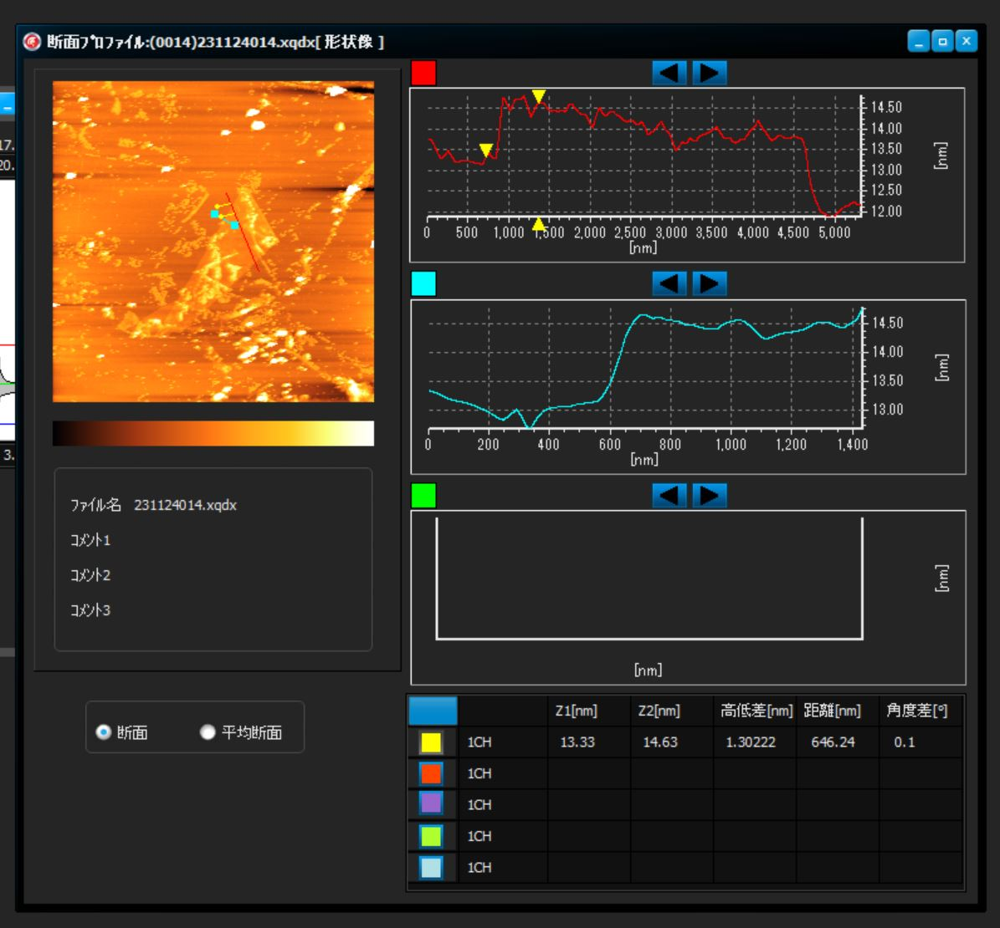 断面ﾌﾟﾛﾌｧｲﾙ:(0014)231124014.xqdx[ 形状像 ]
17.
20.
3.
14.50
14.00
13.50
13.00
12.50
12.00
[nm]
0 500 1,000 1,500 2,000 2,500 3,000 3,500 4,000 4,500 5,000
[nm]
14.50
14.00
13.50
13.00
[nm]
0 200 400 600 800 1,000 1,200 1,400
[nm]
[nm]
[nm]
ﾌｧｲﾙ名 231124014.xqdx
ｺﾒﾝﾄ1
ｺﾒﾝﾄ2
ｺﾒﾝﾄ3
断面 平均断面
Z1[nm] Z2[nm] 高低差[nm] 距離[nm] 角度差[°]
1CH 13.33 14.63 1.30222 646.24 0.1
1CH
1CH
1CH
1CH